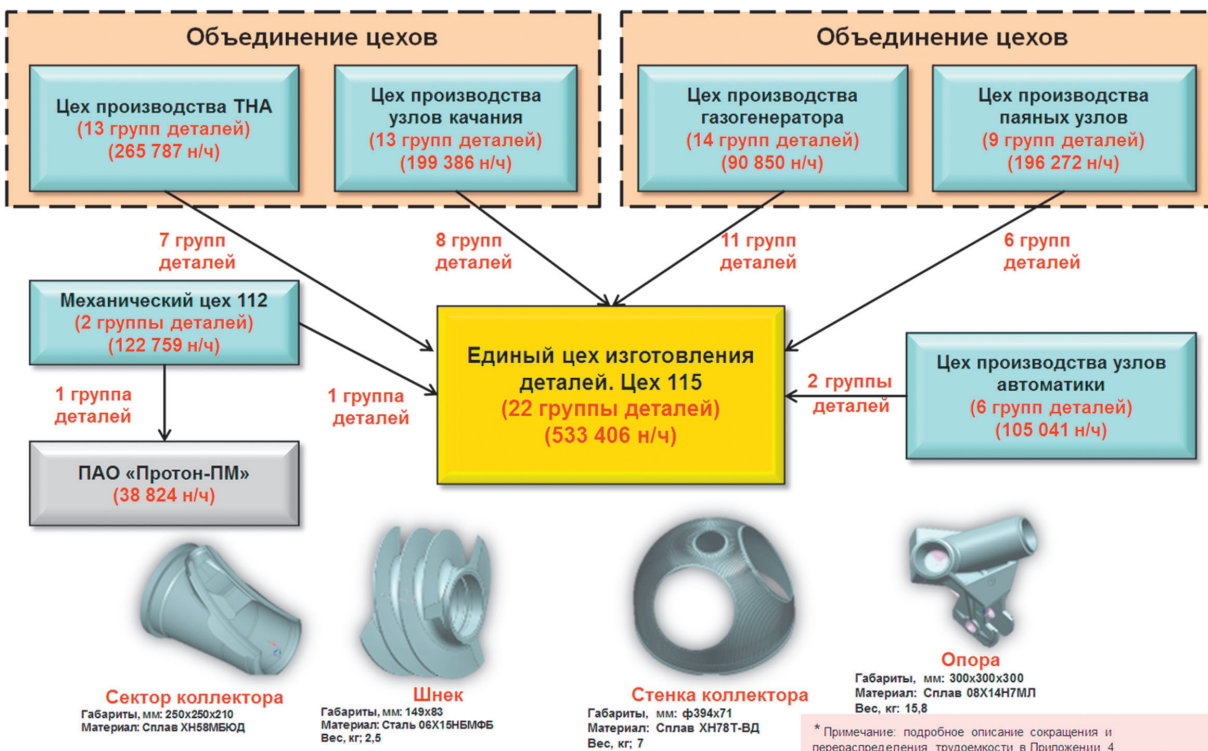 Объединение цехов
Цех производства ТНА
(13 групп деталей)
(265 787 н/ч)
Цех производства
узлов качания
(13 групп деталей)
(199 386 н/ч)
Объединение цехов
Цех производства
газогенератора
(14 групп деталей)
(90 850 н/ч)
Цех производства
паяных узлов
(9 групп деталей)
(196 272 н/ч)
7 групп
деталей
8 групп
деталей
11 групп
деталей
6 групп
деталей
Механический цех 112
(2 группы деталей)
(122 759 н/ч)
1 группа
деталей
1 группа
деталей
Единый цех изготовления
деталей. Цех 115
(22 группы деталей)
(533 406 н/ч)
2 группы
деталей
Цех производства узлов
автоматики
(6 групп деталей)
(105 041 н/ч)
ПАО «Протон-ПМ»
(38 824 н/ч)
Сектор коллектора
Габариты, мм: 250х250х210
Материал: Сплав ХН58МБЮД
Шнек
Габариты, мм: 149х83
Материал: Сталь 06Х15НБМФБ
Вес, кг; 2,5
Стенка коллектора
Габариты, мм: ф394х71
Материал: Сплав ХН78Т-ВД
Вес, кг; 7
Опора
Габариты, мм: 300х300х300
Материал: Сплав 08Х14Н7МЛ
Вес, кг: 15,8
* Примечание: подробное описание сокращения и
перераспределения трудоемкости в Приложении 4